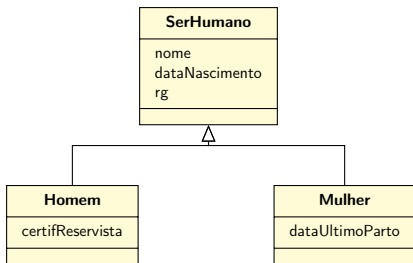 SerHumano
nome
dataNascimento
rg
Homem
certifReservista
Mulher
dataUltimoParto